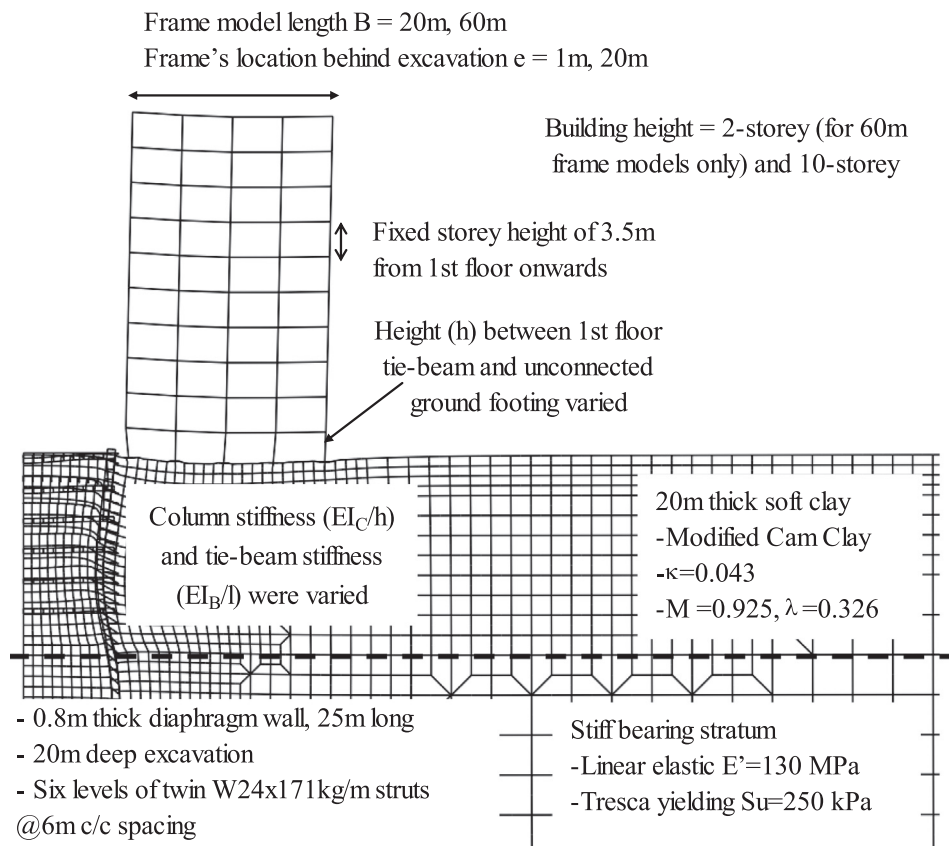 Frame model length B = 20m, 60m
Frame's location behind excavation e = 1m, 20m
Building height = 2-storey (for 60m
frame models only) and 10-storey
Fixed storey height of 3.5m
from 1st floor onwards
Height (h) between 1st floor
tie-beam and unconnected
ground footing varied
Column stiffness (EI_C/h)
and tie-beam stiffness
(EI_B/l) were varied
20m thick soft clay
-Modified Cam Clay
-κ=0.043
-M =0.925, λ=0.326
- 0.8m thick diaphragm wall, 25m long
- 20m deep excavation
- Six levels of twin W24x171kg/m struts
@6m c/c spacing
Stiff bearing stratum
-Linear elastic E'=130 MPa
-Tresca yielding Su=250 kPa